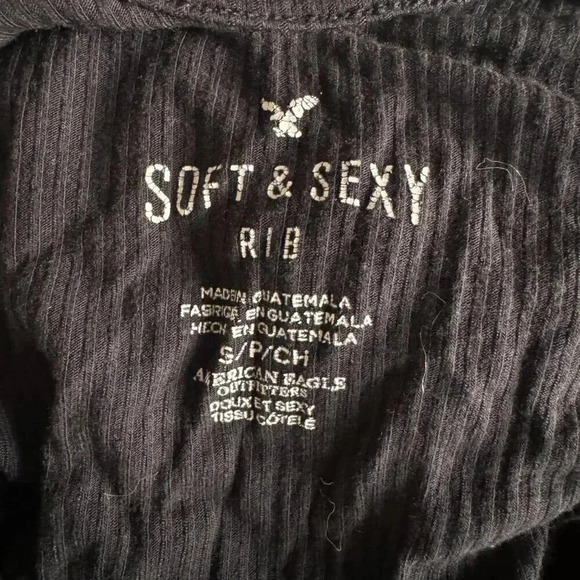 SOFT & SEXY
RIB
MADE IN GUATEMALA
FABRIQUÉ EN GUATEMALA
HECHO EN GUATEMALA
S/P/CH
AMERICAN EAGLE
OUTFITTERS
DOUX ET SEXY
TISSU CÔTELÉ